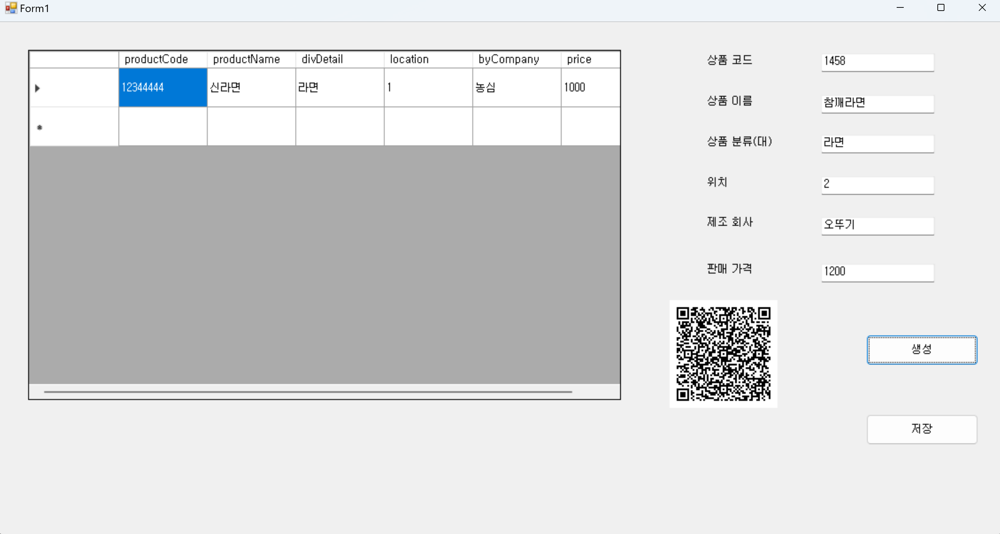 Form1
productCode productName divDetail location byCompany price
12344444 신라면 라면 1 농심 1000
상품 코드 1458
상품 이름 참깨라면
상품 분류(대) 라면
위치 2
제조 회사 오뚜기
판매 가격 1200
생성
저장